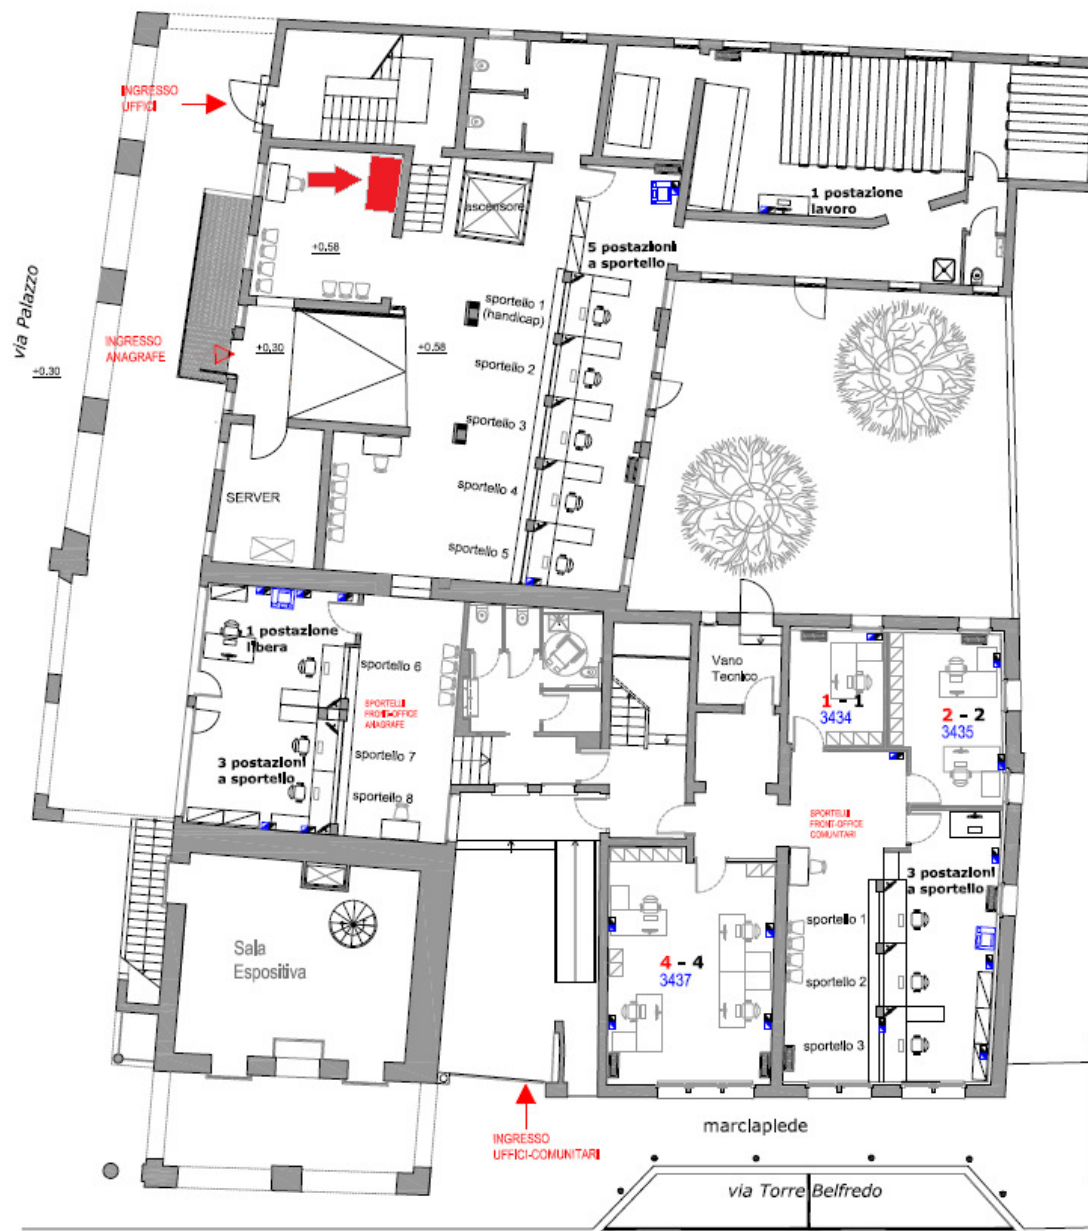 INGRESSO
UFFICI
1 postazione
lavoro
ascensore
+0.58
5 postazioni
a sportello
via Palazzo
+0.30
INGRESSO
ANAGRAFE
+0,30
+0.58
sportello 1
(handicap)
sportello 2
sportello 3
sportello 4
sportello 5
SERVER
1 postazione
libera
sportello 6
SPORTELLI
FRONT-OFFICE
ANAGRAFE
3 postazioni
a sportello
sportello 7
sportello 8
Vano
Tecnico
1 - 1
3434
2 - 2
3435
SPORTELLI
FRONT-OFFICE
COMUNITARI
3 postazioni
a sportello
Sala
Espositiva
4 - 4
3437
sportello 1
sportello 2
sportello 3
INGRESSO
UFFICI-COMUNITARI
marciapiede
via Torre Belfredo